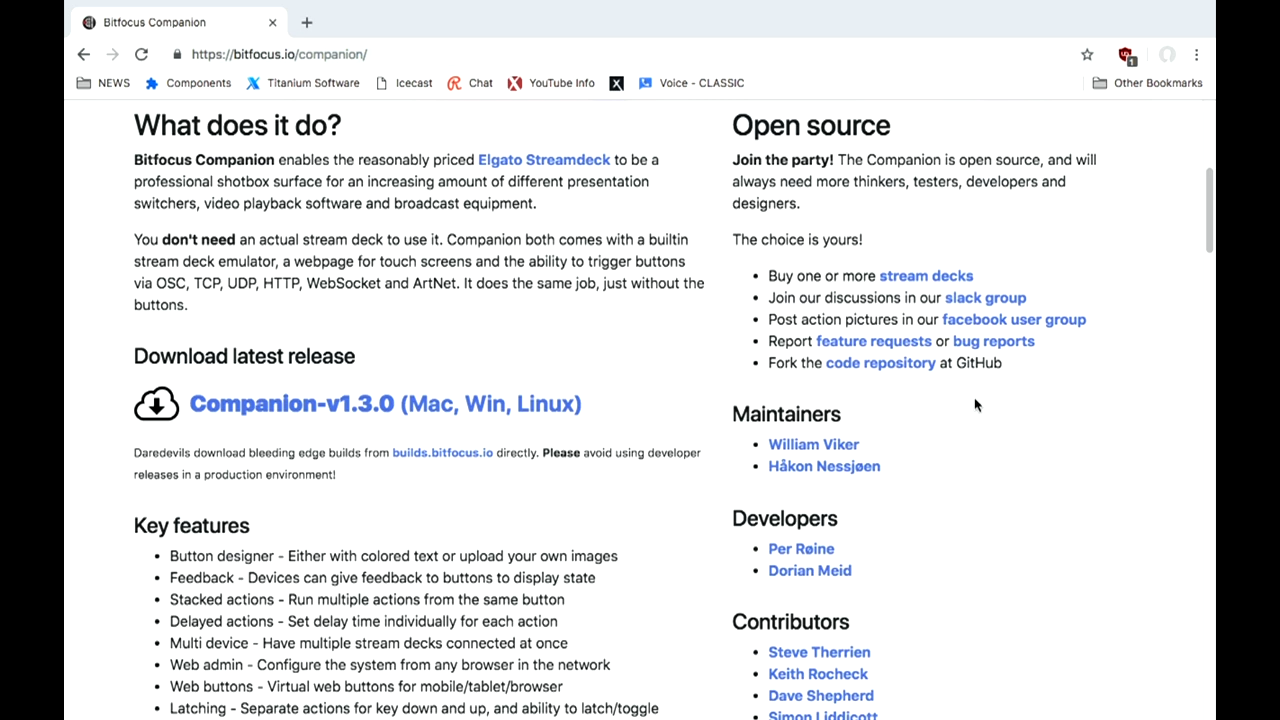 Bitfocus Companion
https://bitfocus.io/companion/
1
NEWS Components Titanium Software Icecast Chat YouTube Info Voice - CLASSIC Other Bookmarks
What does it do?
Bitfocus Companion enables the reasonably priced Elgato Streamdeck to be a
professional shotbox surface for an increasing amount of different presentation
switchers, video playback software and broadcast equipment.
You don't need an actual stream deck to use it. Companion both comes with a builtin
stream deck emulator, a webpage for touch screens and the ability to trigger buttons
via OSC, TCP, UDP, HTTP, WebSocket and ArtNet. It does the same job, just without the
buttons.
Download latest release
Companion-v1.3.0 (Mac, Win, Linux)
Daredevils download bleeding edge builds from builds.bitfocus.io directly. Please avoid using developer
releases in a production environment!
Key features
• Button designer - Either with colored text or upload your own images
• Feedback - Devices can give feedback to buttons to display state
• Stacked actions - Run multiple actions from the same button
• Delayed actions - Set delay time individually for each action
• Multi device - Have multiple stream decks connected at once
• Web admin - Configure the system from any browser in the network
• Web buttons - Virtual web buttons for mobile/tablet/browser
• Latching - Separate actions for key down and up, and ability to latch/toggle
Open source
Join the party! The Companion is open source, and will
always need more thinkers, testers, developers and
designers.
The choice is yours!
• Buy one or more stream decks
• Join our discussions in our slack group
• Post action pictures in our facebook user group
• Report feature requests or bug reports
• Fork the code repository at GitHub
Maintainers
• William Viker
• Håkon Nessjøen
Developers
• Per Røine
• Dorian Meid
Contributors
• Steve Therrien
• Keith Rocheck
• Dave Shepherd
• Simon Liddicott